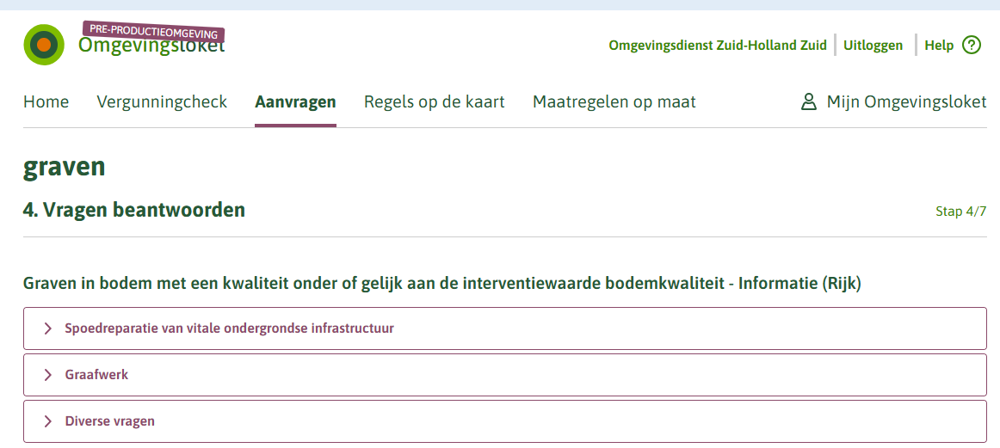 PRE-PRODUCTIEOMGEVING
Omgevingsloket
Omgevingsdienst Zuid-Holland Zuid Uitloggen Help ?
Home Vergunningcheck Aanvragen Regels op de kaart Maatregelen op maat Mijn Omgevingsloket
graven
4. Vragen beantwoorden Stap 4/7
Graven in bodem met een kwaliteit onder of gelijk aan de interventiewaarde bodemkwaliteit - Informatie (Rijk)
Spoedreparatie van vitale ondergrondse infrastructuur
Graafwerk
Diverse vragen